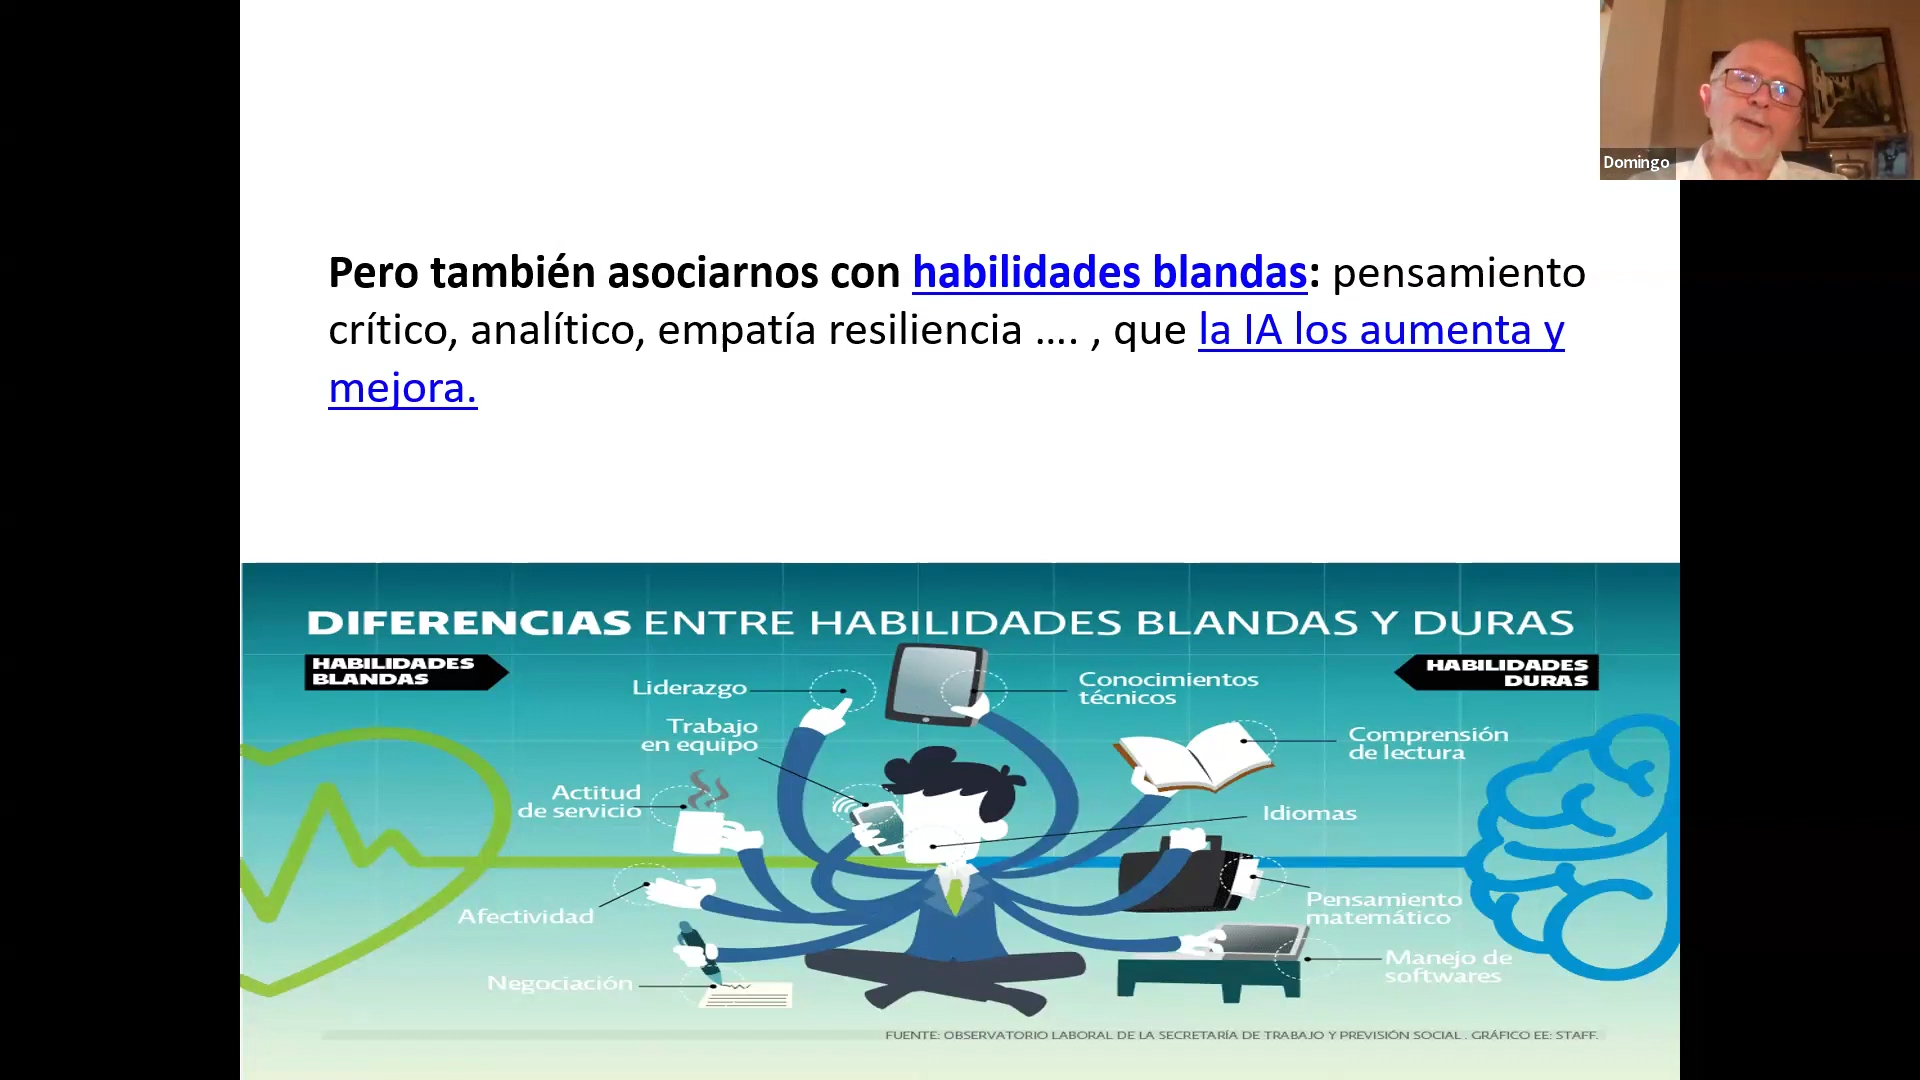 Domingo
Pero también asociarnos con habilidades blandas: pensamiento
crítico, analítico, empatía resiliencia .... , que la IA los aumenta y
mejora.
DIFERENCIAS ENTRE HABILIDADES BLANDAS Y DURAS
HABILIDADES
BLANDAS
HABILIDADES
DURAS
Liderazgo
Trabajo
en equipo
Actitud
de servicio
Afectividad
Negociación
Conocimientos
técnicos
Comprensión
de lectura
Idiomas
Pensamiento
matemático
Manejo de
softwares
FUENTE: OBSERVATORIO LABORAL DE LA SECRETARÍA DE TRABAJO Y PREVISIÓN SOCIAL . GRÁFICO EE: STAFF.